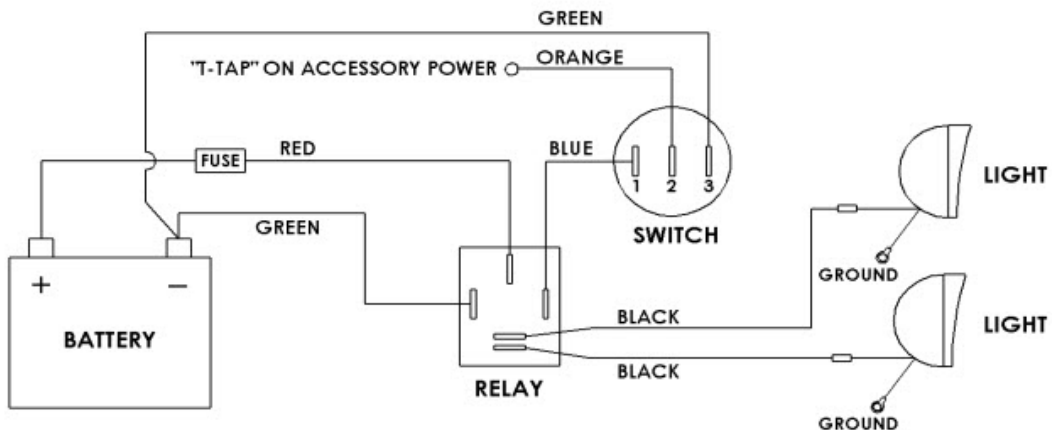 GREEN
"T-TAP" ON ACCESSORY POWER
ORANGE
FUSE
RED
BLUE
1 2 3
LIGHT
GREEN
SWITCH
GROUND
+ −
BATTERY
BLACK
LIGHT
BLACK
RELAY
GROUND